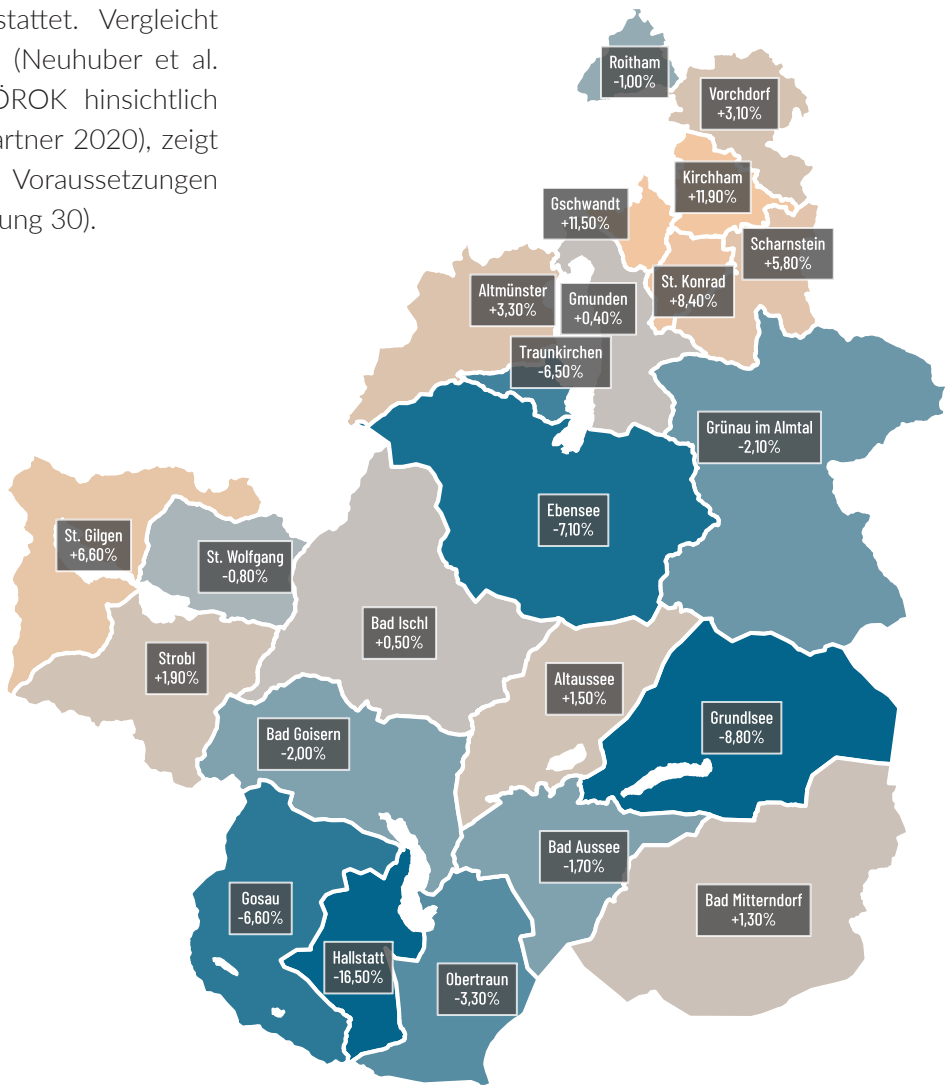 stattet. Vergleicht
(Neuhuber et al.
ÖROK hinsichtlich
artner 2020), zeigt
Voraussetzungen
ung 30).
Roitham
-1,00%
Vorchdorf
+3,10%
Kirchham
+11,90%
Gschwandt
+11,50%
Scharnstein
+5,80%
St. Konrad
+8,40%
Altmünster
+3,30%
Gmunden
+0,40%
Traunkirchen
-6,50%
Grünau im Almtal
-2,10%
Ebensee
-7,10%
St. Gilgen
+6,60%
St. Wolfgang
-0,80%
Bad Ischl
+0,50%
Strobl
+1,90%
Altaussee
+1,50%
Grundlsee
-8,80%
Bad Goisern
-2,00%
Bad Aussee
-1,70%
Gosau
-6,60%
Bad Mitterndorf
+1,30%
Hallstatt
-16,50%
Obertraun
-3,30%